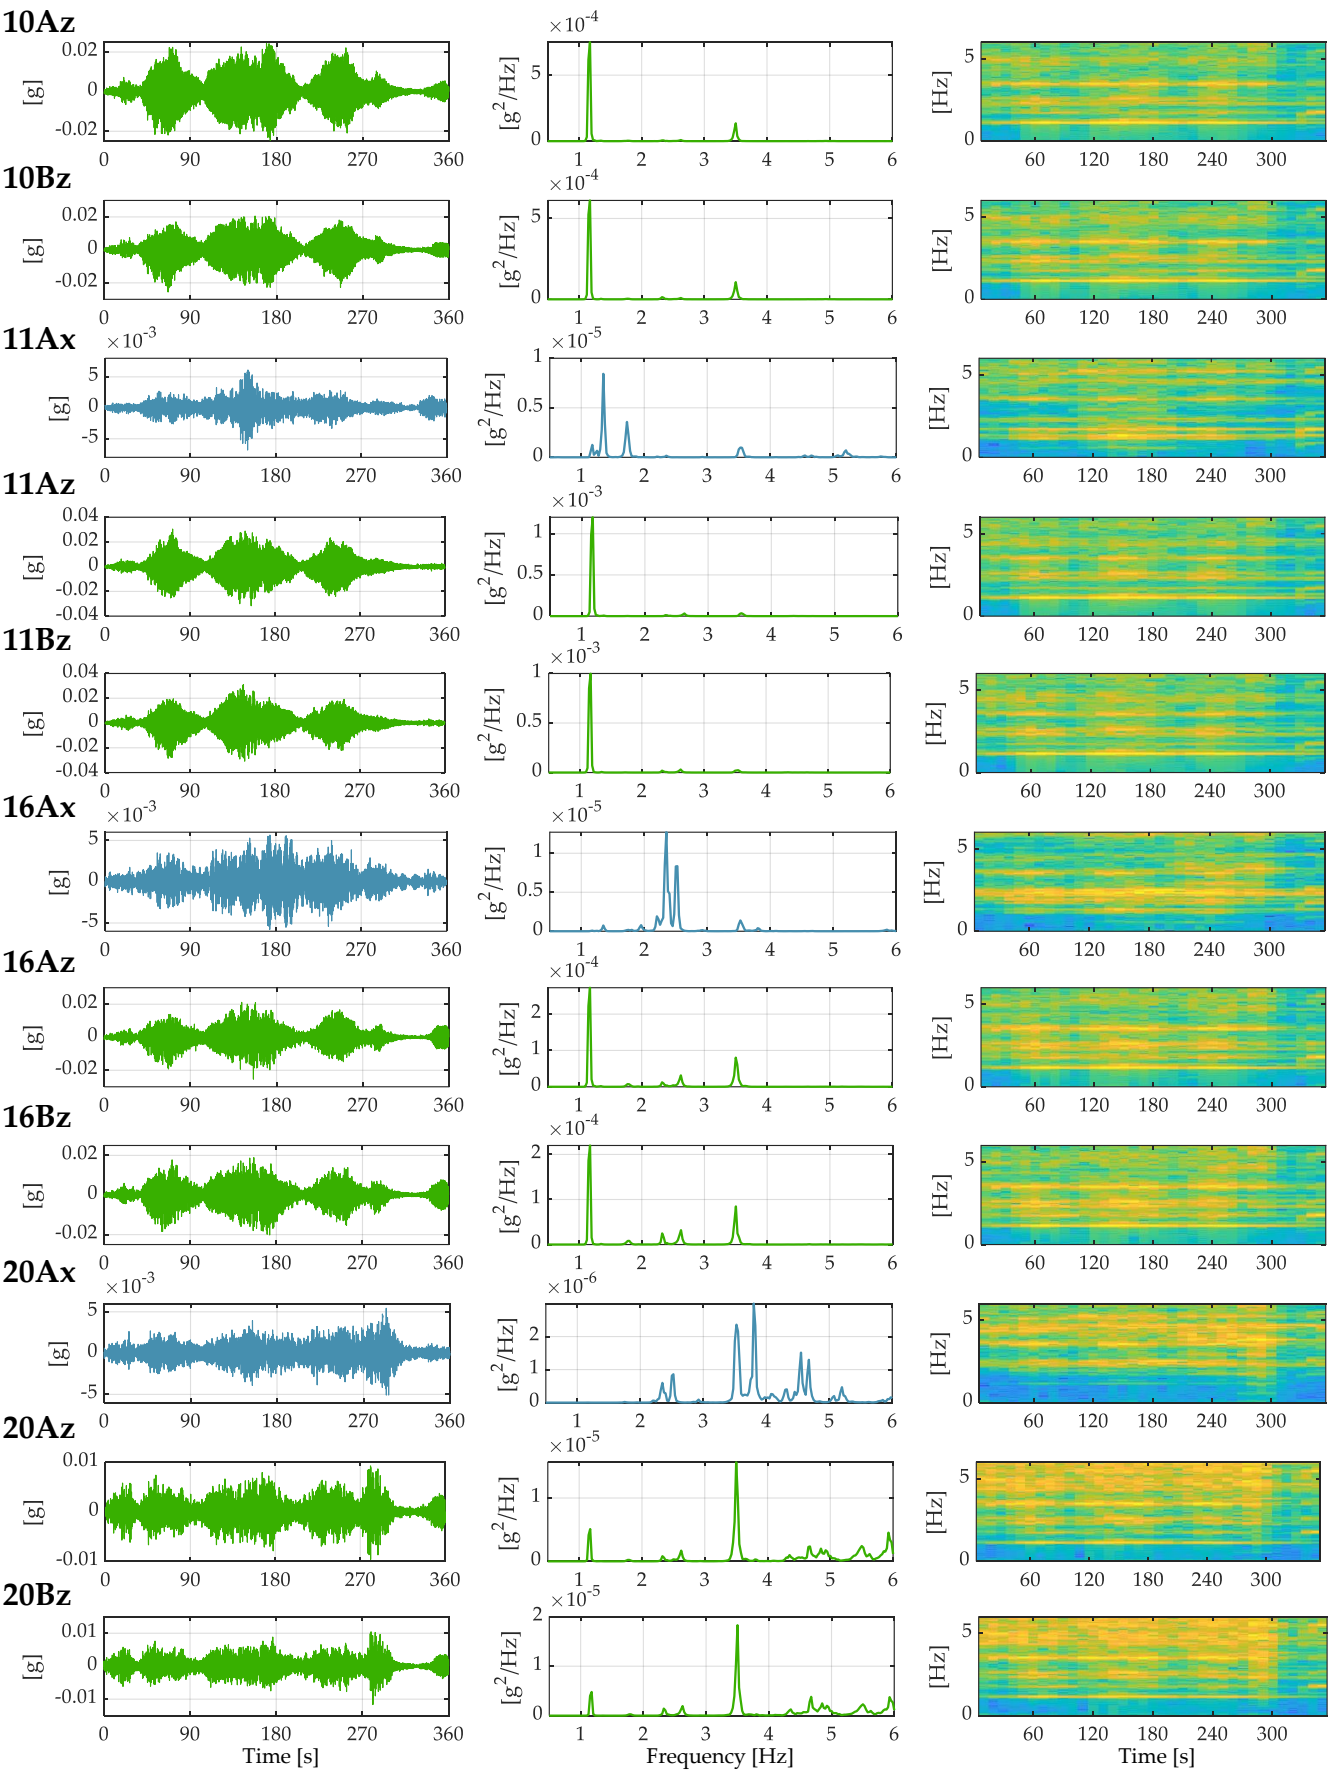 10Az
×10⁻⁴
[g] 0.02 0 -0.02
[g²/Hz] 5 0
[Hz] 5 0
0 90 180 270 360
1 2 3 4 5 6
60 120 180 240 300
10Bz
×10⁻⁴
[g] 0.02 0 -0.02
[g²/Hz] 5 0
[Hz] 5 0
0 90 180 270 360
1 2 3 4 5 6
60 120 180 240 300
11Ax
×10⁻³
×10⁻⁵
[g] 5 0 -5
[g²/Hz] 1 0.5 0
[Hz] 5 0
0 90 180 270 360
1 2 3 4 5 6
60 120 180 240 300
11Az
×10⁻³
[g] 0.04 0.02 0 -0.02 -0.04
[g²/Hz] 1 0.5 0
[Hz] 5 0
0 90 180 270 360
1 2 3 4 5 6
60 120 180 240 300
11Bz
×10⁻³
[g] 0.04 0.02 0 -0.02 -0.04
[g²/Hz] 1 0.5 0
[Hz] 5 0
0 90 180 270 360
1 2 3 4 5 6
60 120 180 240 300
16Ax
×10⁻³
×10⁻⁵
[g] 5 0 -5
[g²/Hz] 1 0.5 0
[Hz] 5 0
0 90 180 270 360
1 2 3 4 5 6
60 120 180 240 300
16Az
×10⁻⁴
[g] 0.02 0 -0.02
[g²/Hz] 2 1 0
[Hz] 5 0
0 90 180 270 360
1 2 3 4 5 6
60 120 180 240 300
16Bz
×10⁻⁴
[g] 0.02 0 -0.02
[g²/Hz] 2 1 0
[Hz] 5 0
0 90 180 270 360
1 2 3 4 5 6
60 120 180 240 300
20Ax
×10⁻³
×10⁻⁶
[g] 5 0 -5
[g²/Hz] 2 1 0
[Hz] 5 0
0 90 180 270 360
1 2 3 4 5 6
60 120 180 240 300
20Az
×10⁻⁵
[g] 0.01 0 -0.01
[g²/Hz] 1 0
[Hz] 5 0
0 90 180 270 360
1 2 3 4 5 6
60 120 180 240 300
20Bz
×10⁻⁵
[g] 0.01 0 -0.01
[g²/Hz] 2 1 0
[Hz] 5 0
0 90 180 270 360
1 2 3 4 5 6
60 120 180 240 300
Time [s]
Frequency [Hz]
Time [s]